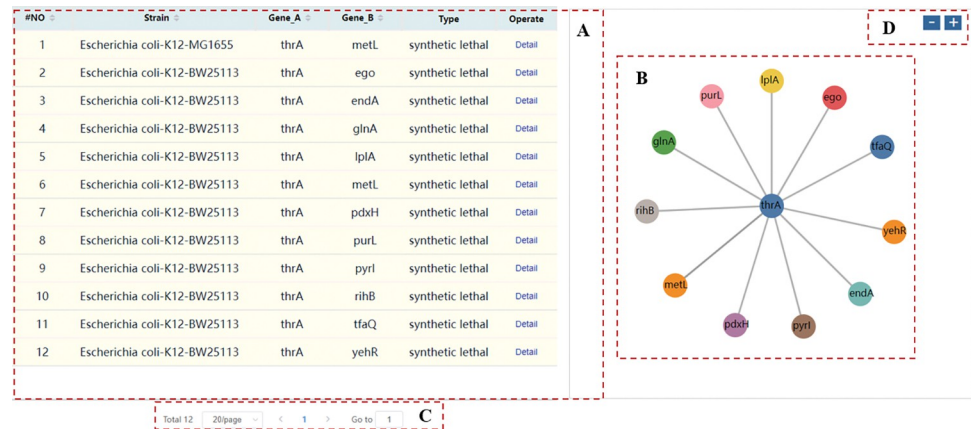 #NO Strain Gene_A Gene_B Type Operate
1 Escherichia coli-K12-MG1655 thrA metL synthetic lethal Detail
2 Escherichia coli-K12-BW25113 thrA ego synthetic lethal Detail
3 Escherichia coli-K12-BW25113 thrA endA synthetic lethal Detail
4 Escherichia coli-K12-BW25113 thrA glnA synthetic lethal Detail
5 Escherichia coli-K12-BW25113 thrA lplA synthetic lethal Detail
6 Escherichia coli-K12-BW25113 thrA metL synthetic lethal Detail
7 Escherichia coli-K12-BW25113 thrA pdxH synthetic lethal Detail
8 Escherichia coli-K12-BW25113 thrA purL synthetic lethal Detail
9 Escherichia coli-K12-BW25113 thrA pyrI synthetic lethal Detail
10 Escherichia coli-K12-BW25113 thrA rihB synthetic lethal Detail
11 Escherichia coli-K12-BW25113 thrA tfaQ synthetic lethal Detail
12 Escherichia coli-K12-BW25113 thrA yehR synthetic lethal Detail
A
Total 12 20/page < 1 > Go to 1
C
D
- +
B
lplA
purL
ego
glnA
tfaQ
thrA
rihB
yehR
metL
endA
pdxH
pyrI